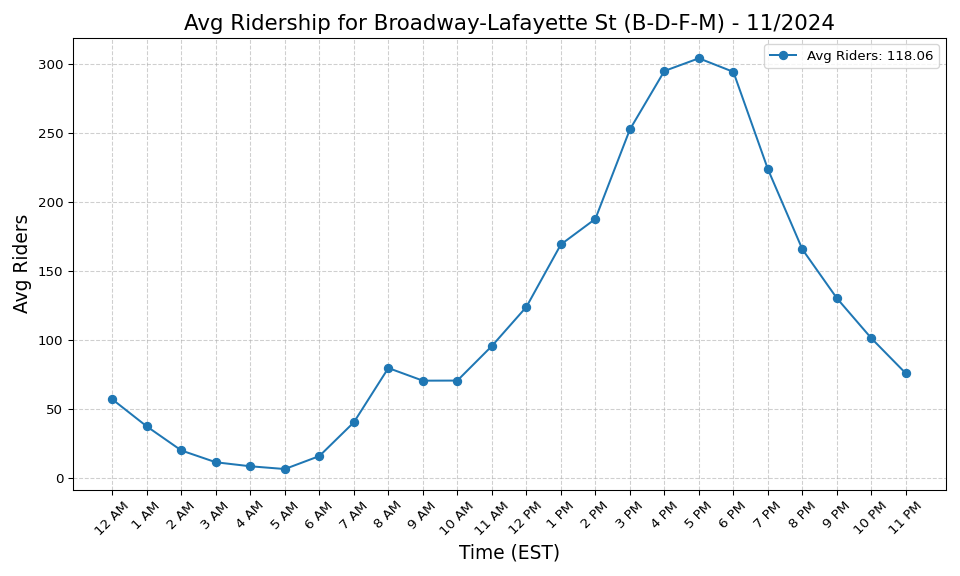 Avg Ridership for Broadway-Lafayette St (B-D-F-M) - 11/2024
Avg Riders: 118.06
300
250
200
150
100
50
0
Avg Riders
12 AM
1 AM
2 AM
3 AM
4 AM
5 AM
6 AM
7 AM
8 AM
9 AM
10 AM
11 AM
12 PM
1 PM
2 PM
3 PM
4 PM
5 PM
6 PM
7 PM
8 PM
9 PM
10 PM
11 PM
Time (EST)